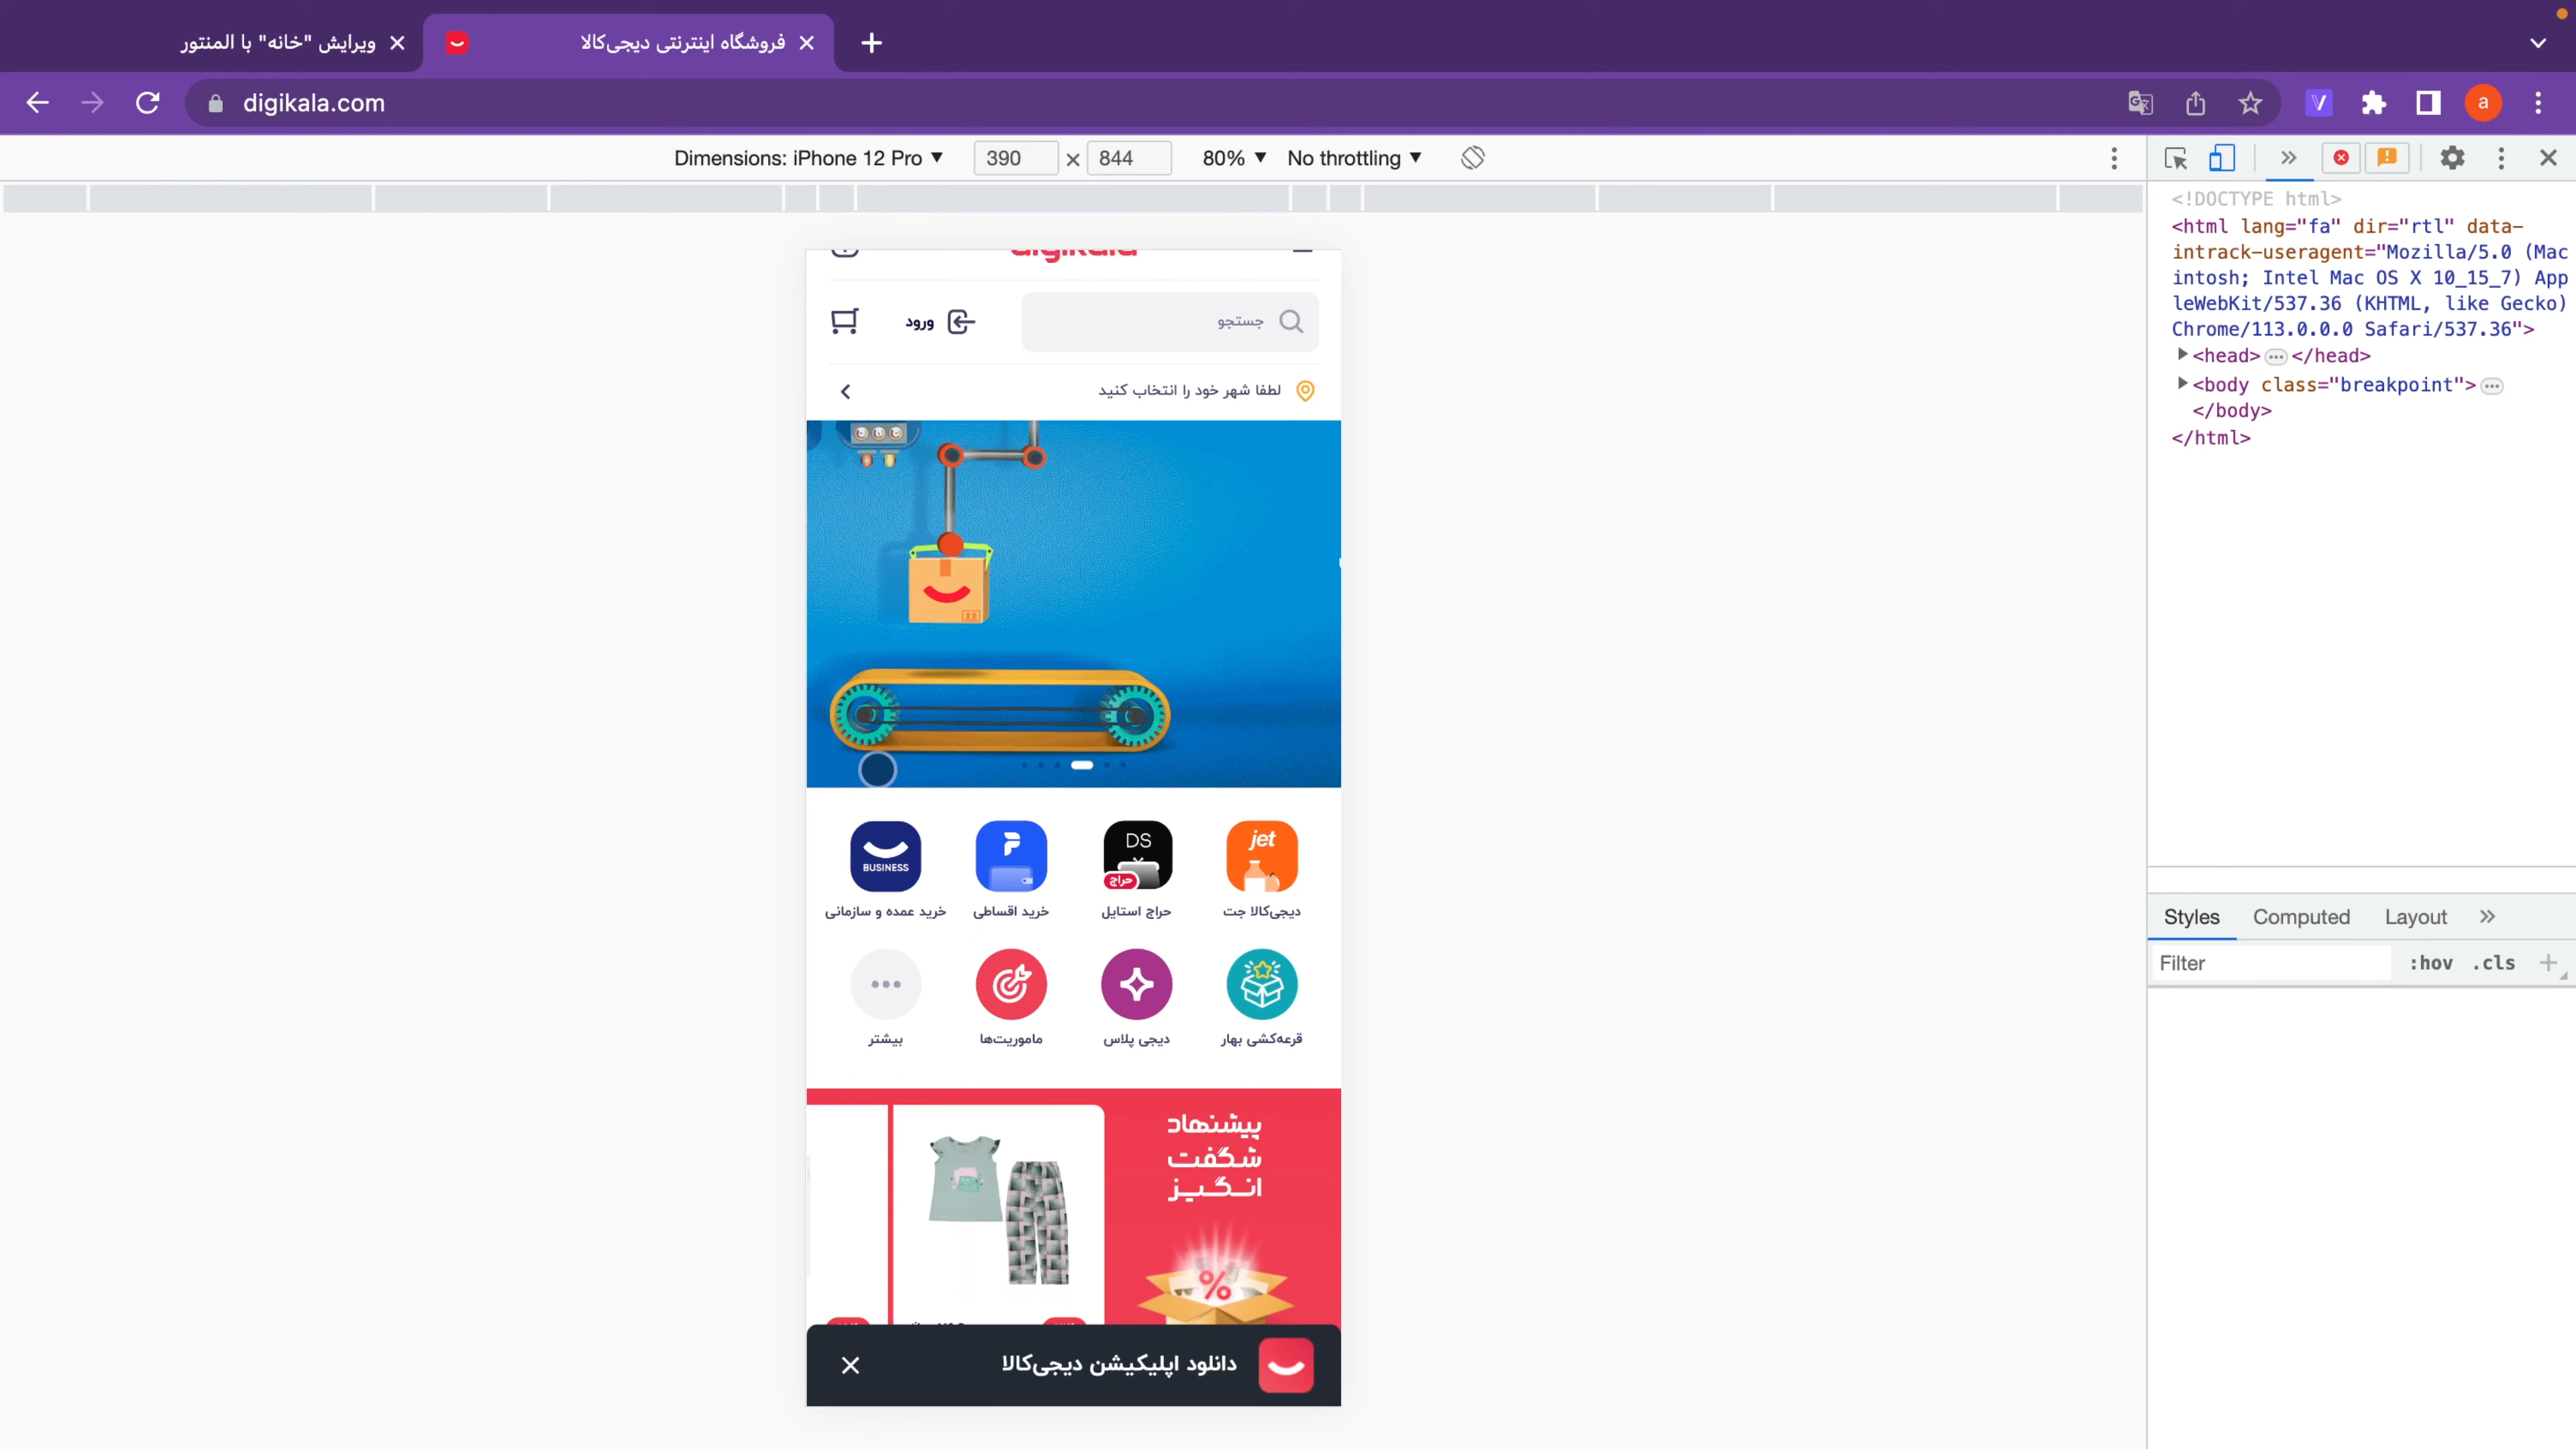 ویرایش "خانه" با المنتور
فروشگاه اینترنتی دیجی‌کالا
digikala.com
a
Dimensions: iPhone 12 Pro 390 × 844 80% No throttling
digikala
جستجو
ورود
لطفا شهر خود را انتخاب کنید
jet
DS
حراج
BUSINESS
دیجی‌کالا جت
حراج استایل
خرید اقساطی
خرید عمده و سازمانی
قرعه‌کشی بهار
دیجی پلاس
ماموریت‌ها
بیشتر
پیشنهاد
شگفت
انگیز
%
دانلود اپلیکیشن دیجی‌کالا
<!DOCTYPE html>
<html lang="fa" dir="rtl" data-
intrack-useragent="Mozilla/5.0 (Mac
intosh; Intel Mac OS X 10_15_7) App
leWebKit/537.36 (KHTML, like Gecko)
Chrome/113.0.0.0 Safari/537.36">
<head>…</head>
<body class="breakpoint">…
</body>
</html>
Styles Computed Layout
Filter :hov .cls